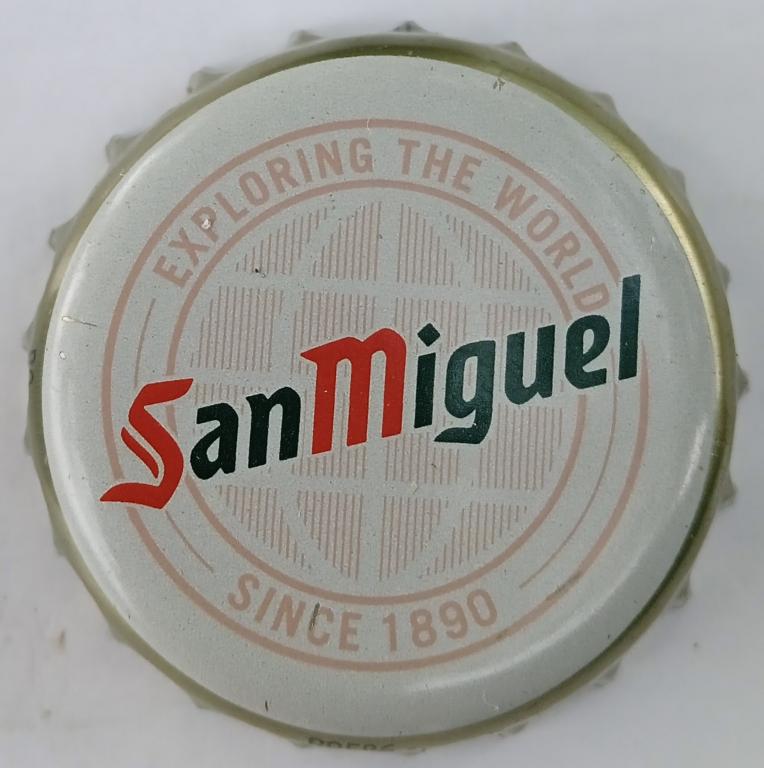 EXPLORING THE WORLD
SanMiguel
SINCE 1890